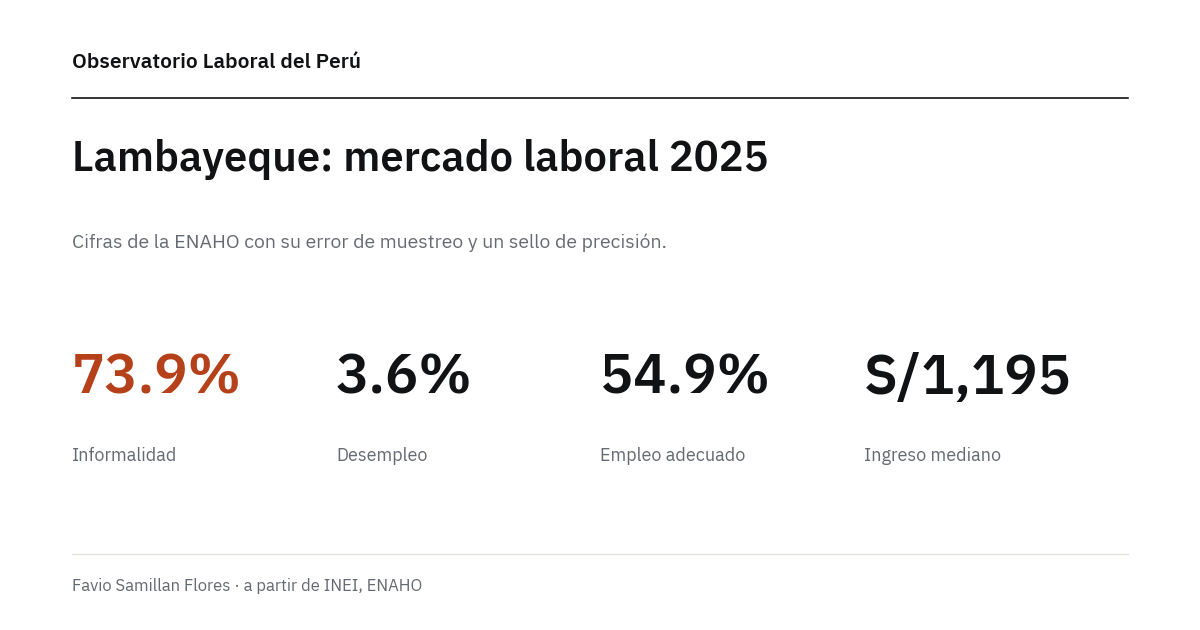 Observatorio Laboral del Perú
Lambayeque: mercado laboral 2025
Cifras de la ENAHO con su error de muestreo y un sello de precisión.
73.9% 3.6% 54.9% S/1,195
Informalidad Desempleo Empleo adecuado Ingreso mediano
Favio Samillan Flores · a partir de INEI, ENAHO